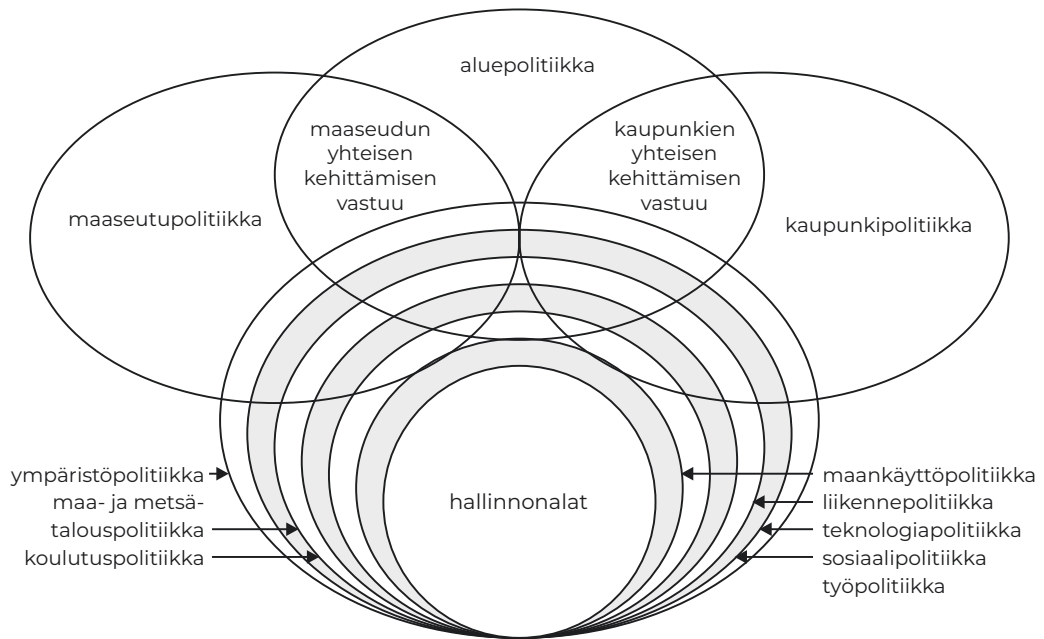 aluepolitiikka
maaseudun
yhteisen
kehittämisen
vastuu
kaupunkien
yhteisen
kehittämisen
vastuu
maaseutupolitiikka
kaupunkipolitiikka
ympäristöpolitiikka
maa- ja metsä-
talouspolitiikka
koulutuspolitiikka
hallinnonalat
maankäyttöpolitiikka
liikennepolitiikka
teknologiapolitiikka
sosiaalipolitiikka
työpolitiikka